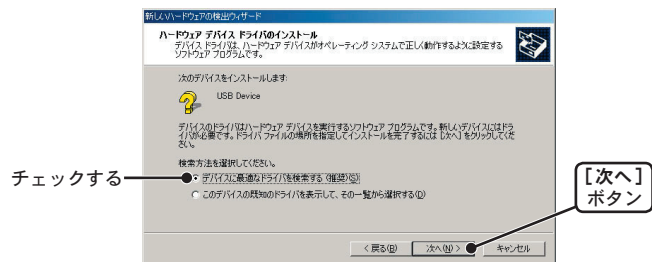 新しいハードウェアの検出ウィザード
ハードウェア デバイス ドライバのインストール
デバイス ドライバは、ハードウェア デバイスがオペレーティング システムで正しく動作するように設定する
ソフトウェア プログラムです。
次のデバイスをインストールします:
USB Device
デバイスのドライバはハードウェア デバイスを実行するソフトウェア プログラムです。新しいデバイスにはドラ
イバが必要です。ドライバ ファイルの場所を指定してインストールを完了するには [次へ] をクリックしてくだ
さい。
検索方法を選択してください。
チェックする
デバイスに最適なドライバを検索する (推奨)(S)
このデバイスの既知のドライバを表示して、その一覧から選択する(D)
[次へ]
ボタン
< 戻る(B)
次へ(N) >
キャンセル